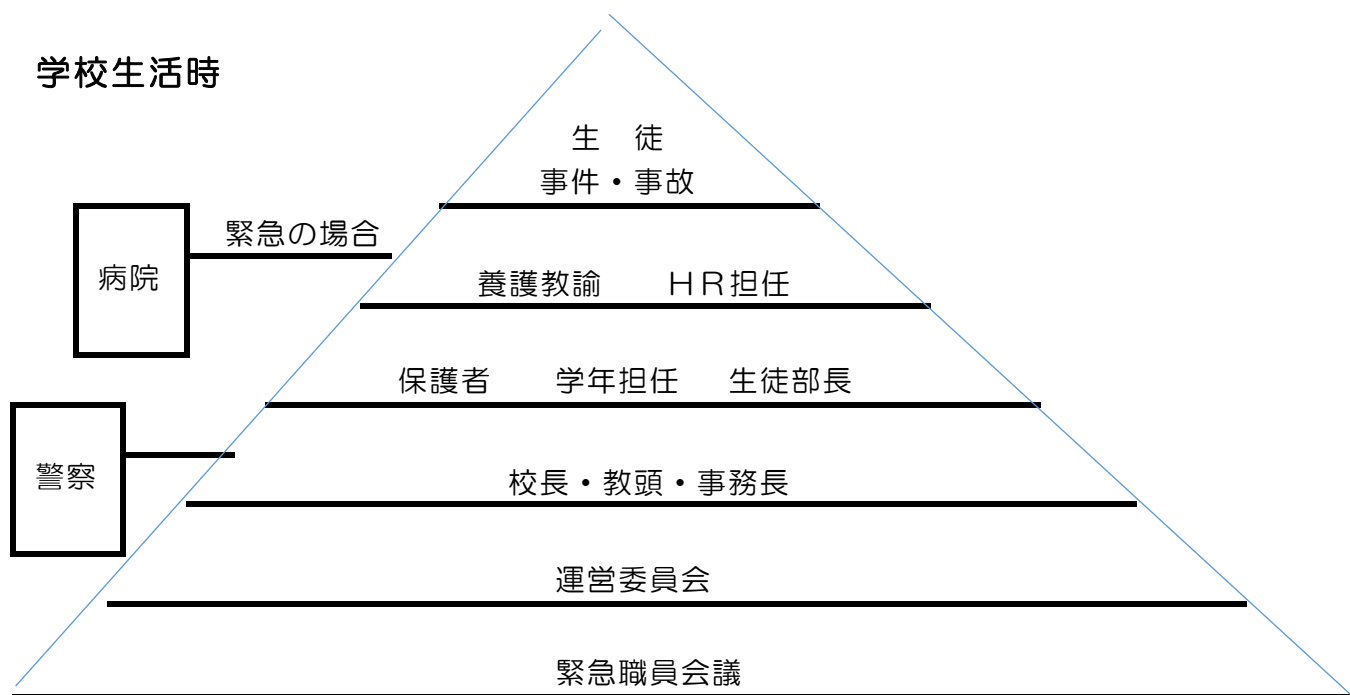 学校生活時
生　徒
事件・事故
緊急の場合
病院
養護教諭　　ＨＲ担任
保護者　　学年担任　生徒部長
警察
校長・教頭・事務長
運営委員会
緊急職員会議